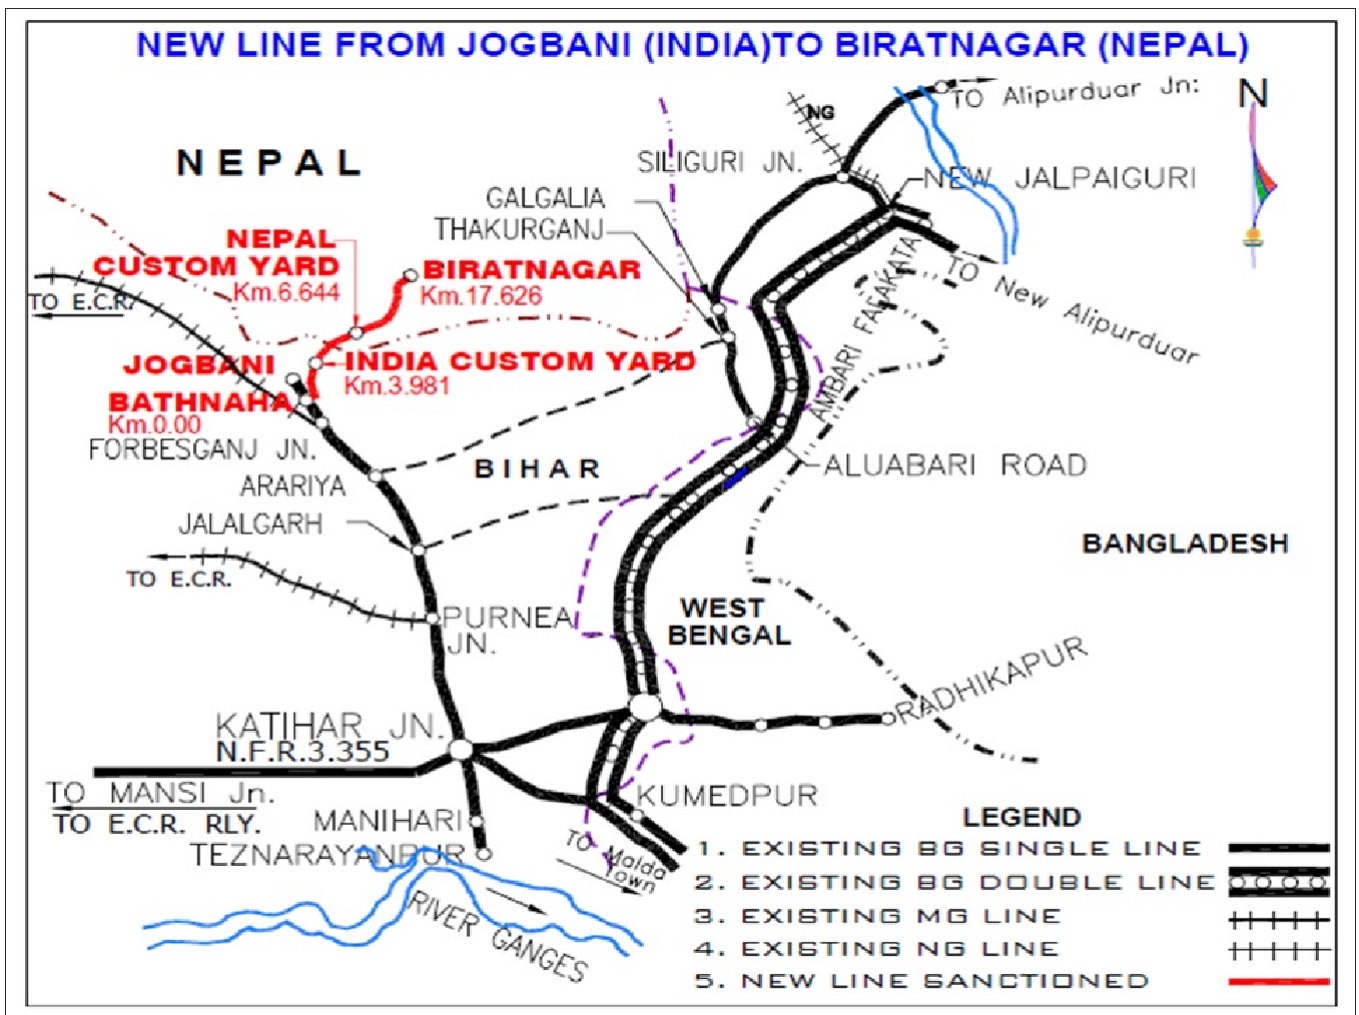 NEW LINE FROM JOGBANI (INDIA)TO BIRATNAGAR (NEPAL)
N
TO Alipurduar Jn:
NG
NEPAL
SILIGURI JN.
NEW JALPAIGURI
GALGALIA
THAKURGANJ
NEPAL
CUSTOM YARD
Km.6.644
BIRATNAGAR
Km.17.626
TO New Alipurduar
AMBARI FALAKATA
TO E.C.R.
JOGBANI
INDIA CUSTOM YARD
Km.3.981
BATHNAHA
Km.0.00
FORBESGANJ JN.
ARARIYA
BIHAR
ALUABARI ROAD
JALALGARH
BANGLADESH
TO E.C.R.
PURNEA
JN.
WEST
BENGAL
RADHIKAPUR
KATIHAR JN.
N.F.R.3.355
TO MANSI Jn.
TO E.C.R. RLY.
KUMEDPUR
MANIHARI
TEZNARAYANPUR
TO Malda
Town
RIVER GANGES
LEGEND
1. EXISTING BG SINGLE LINE
2. EXISTING BG DOUBLE LINE
3. EXISTING MG LINE
4. EXISTING NG LINE
5. NEW LINE SANCTIONED